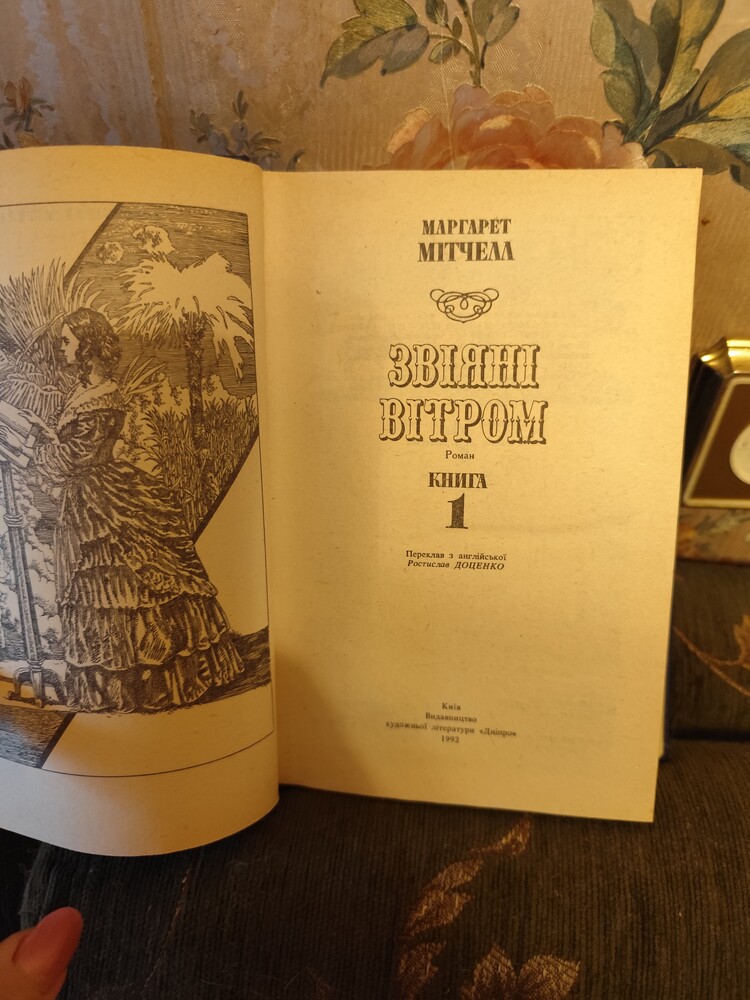 МАРГАРЕТ
МІТЧЕЛЛ
ЗВІЯНІ
ВІТРОМ
Роман
КНИГА
1
Переклав з англійської
Ростислав ДОЦЕНКО
Київ
Видавництво
художньої літератури «Дніпро»
1992